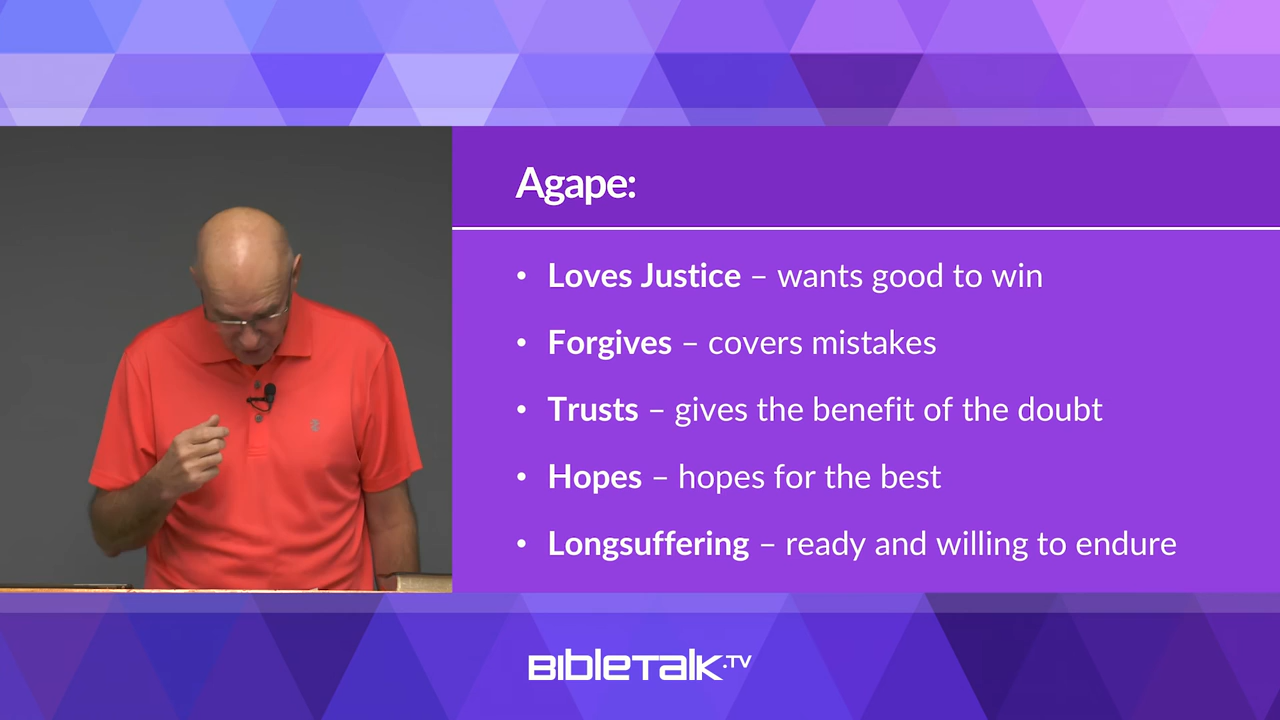 Agape:
• Loves Justice – wants good to win
• Forgives – covers mistakes
• Trusts – gives the benefit of the doubt
• Hopes – hopes for the best
• Longsuffering – ready and willing to endure
BIBLETALK.TV